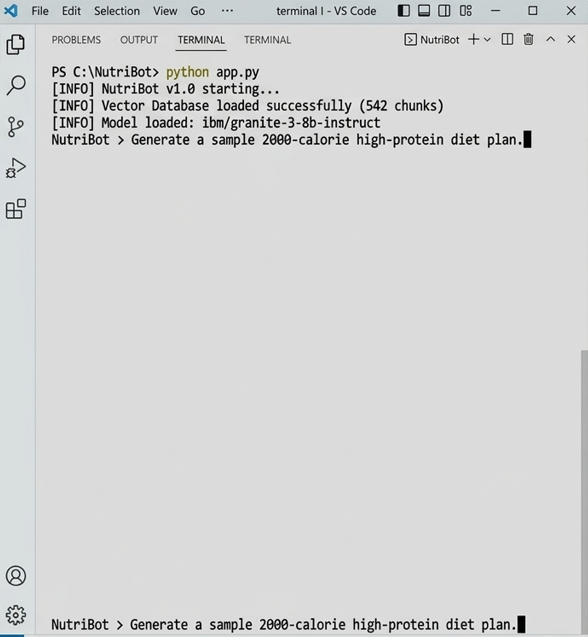 File Edit Selection View Go ··· terminal I - VS Code
PROBLEMS OUTPUT TERMINAL TERMINAL NutriBot
PS C:\NutriBot> python app.py
[INFO] NutriBot v1.0 starting...
[INFO] Vector Database loaded successfully (542 chunks)
[INFO] Model loaded: ibm/granite-3-8b-instruct
NutriBot > Generate a sample 2000-calorie high-protein diet plan.
NutriBot > Generate a sample 2000-calorie high-protein diet plan.